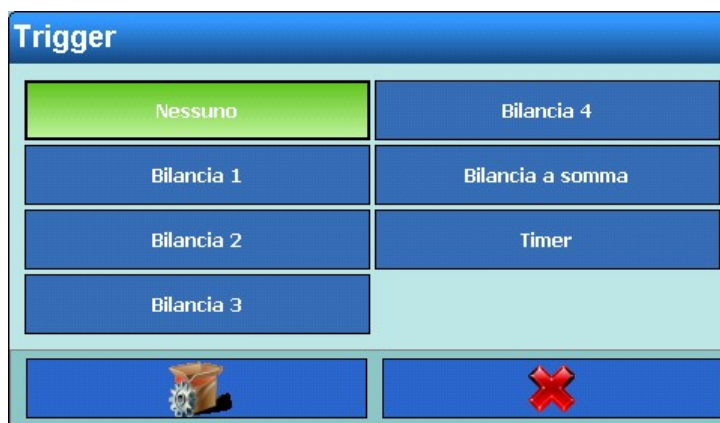 Trigger
Nessuno
Bilancia 4
Bilancia 1
Bilancia a somma
Bilancia 2
Timer
Bilancia 3